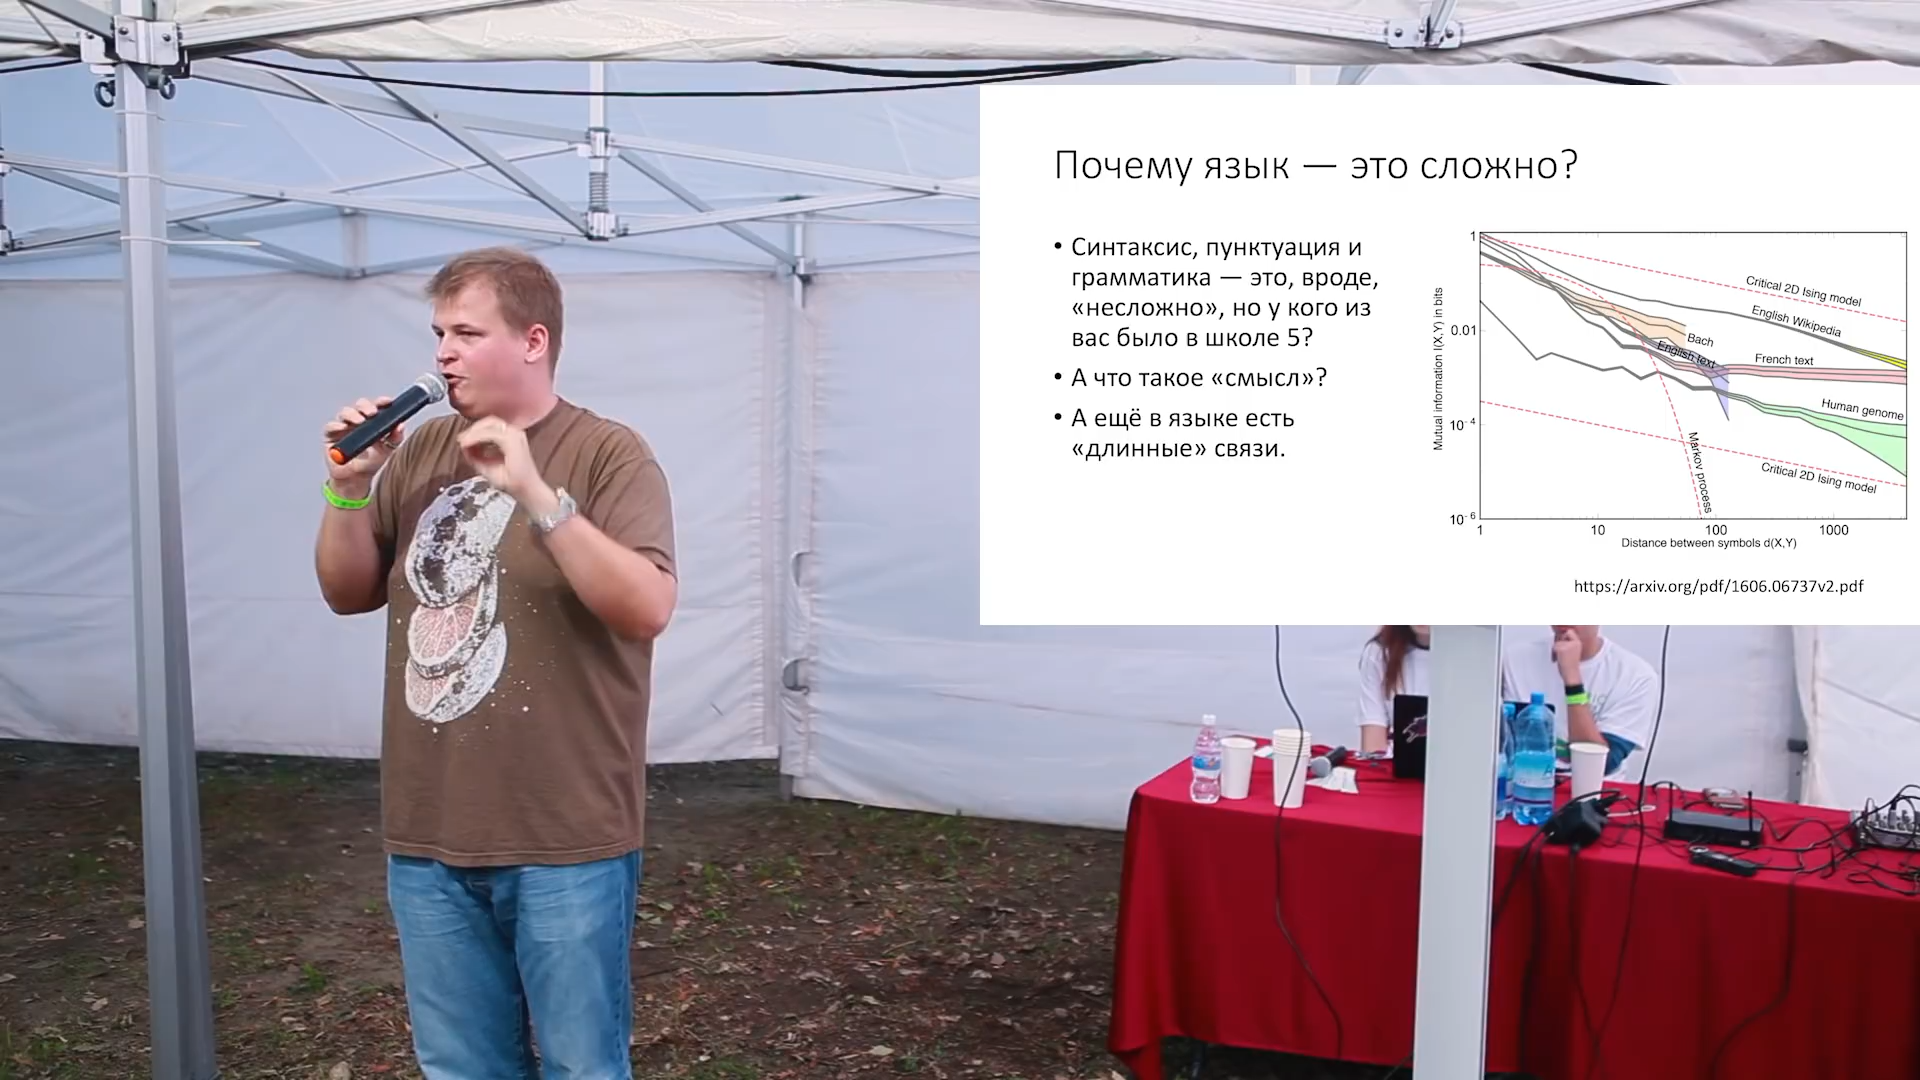 Почему язык — это сложно?
• Синтаксис, пунктуация и
грамматика — это, вроде,
«несложно», но у кого из
вас было в школе 5?
• А что такое «смысл»?
• А ещё в языке есть
«длинные» связи.
Mutual information I(X,Y) in bits
1
0.01
10⁻⁴
10⁻⁶
Critical 2D Ising model
English Wikipedia
Bach
English text
French text
Human genome
Critical 2D Ising model
Markov process
1 10 100 1000
Distance between symbols d(X,Y)
https://arxiv.org/pdf/1606.06737v2.pdf